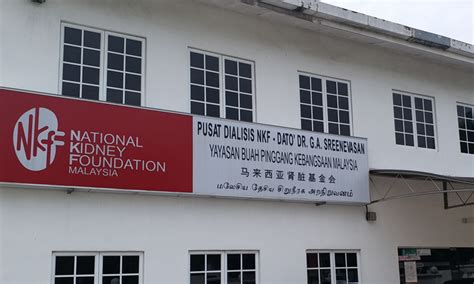 NKF
NATIONAL
KIDNEY
FOUNDATION
MALAYSIA
PUSAT DIALISIS NKF - DATO' DR. G.A. SREENEVASAN
YAYASAN BUAH PINGGANG KEBANGSAAN MALAYSIA
马来西亚肾脏基金会
மலேசிய தேசிய சிறுநீரக அறநிறுவனம்